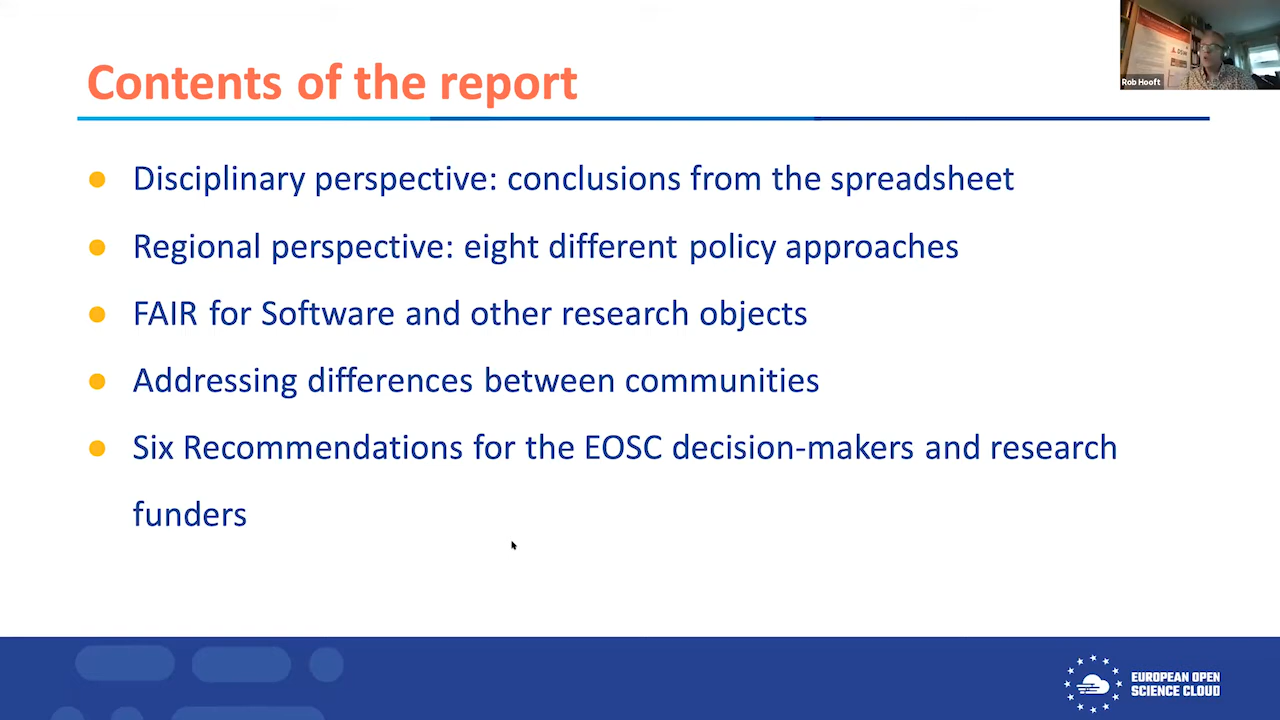 Contents of the report
Rob Hooft
● Disciplinary perspective: conclusions from the spreadsheet
● Regional perspective: eight different policy approaches
● FAIR for Software and other research objects
● Addressing differences between communities
● Six Recommendations for the EOSC decision-makers and research
funders
EUROPEAN OPEN
SCIENCE CLOUD